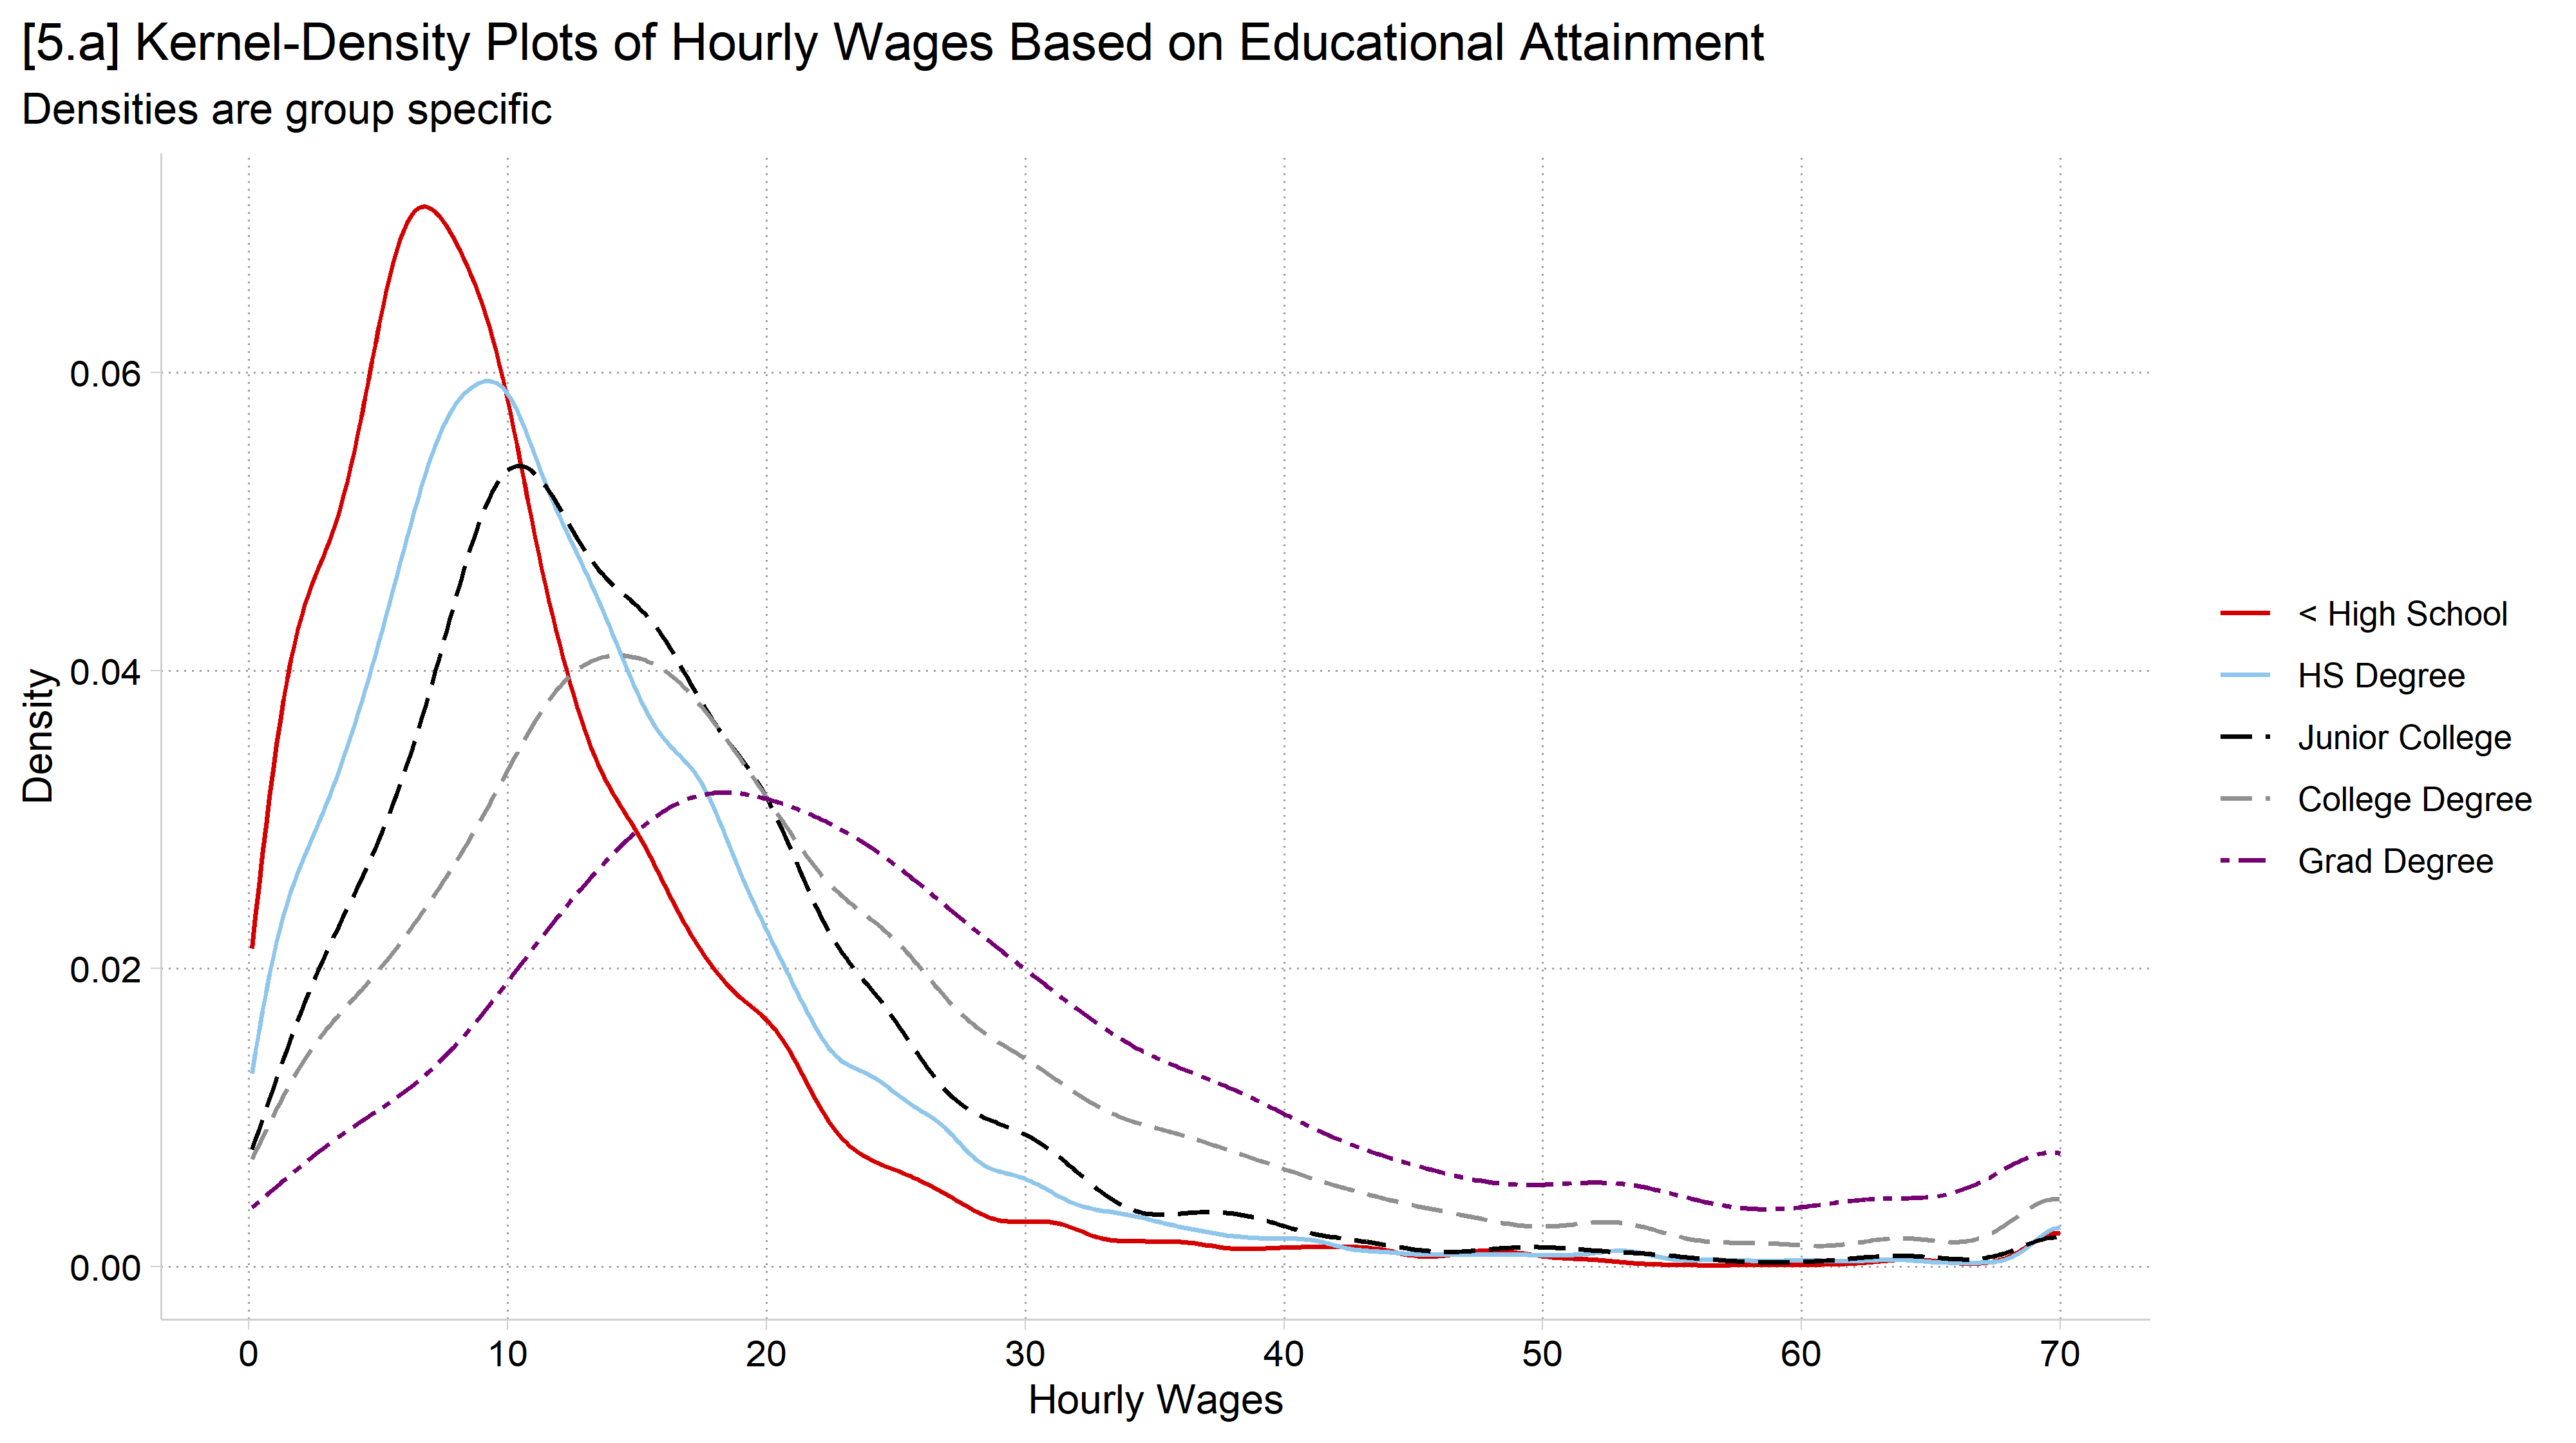 [5.a] Kernel-Density Plots of Hourly Wages Based on Educational Attainment
Densities are group specific
Density
0.06
0.04
0.02
0.00
0 10 20 30 40 50 60 70
Hourly Wages
< High School
HS Degree
Junior College
College Degree
Grad Degree